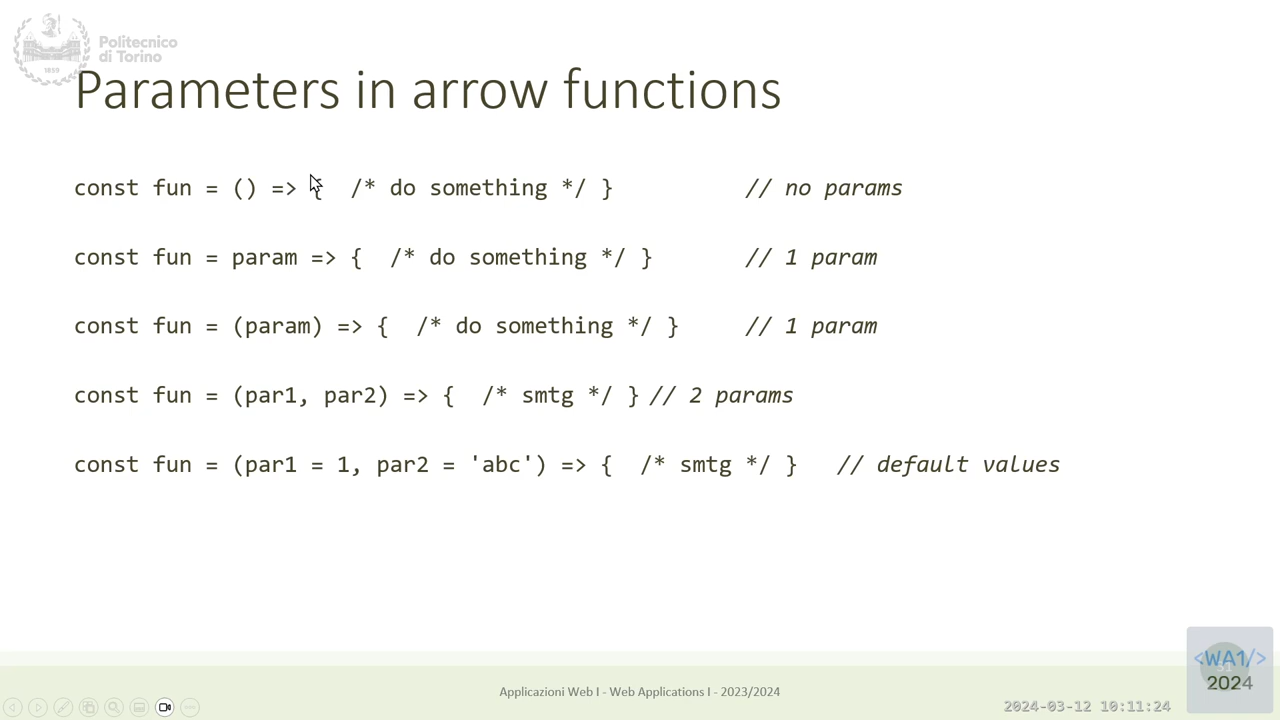 Politecnico
di Torino
1859
Parameters in arrow functions
const fun = () => { /* do something */ } // no params
const fun = param => { /* do something */ } // 1 param
const fun = (param) => { /* do something */ } // 1 param
const fun = (par1, par2) => { /* smtg */ } // 2 params
const fun = (par1 = 1, par2 = 'abc') => { /* smtg */ } // default values
Applicazioni Web I - Web Applications I - 2023/2024
2024-03-12 10:11:24
<WA1/>
31
2024